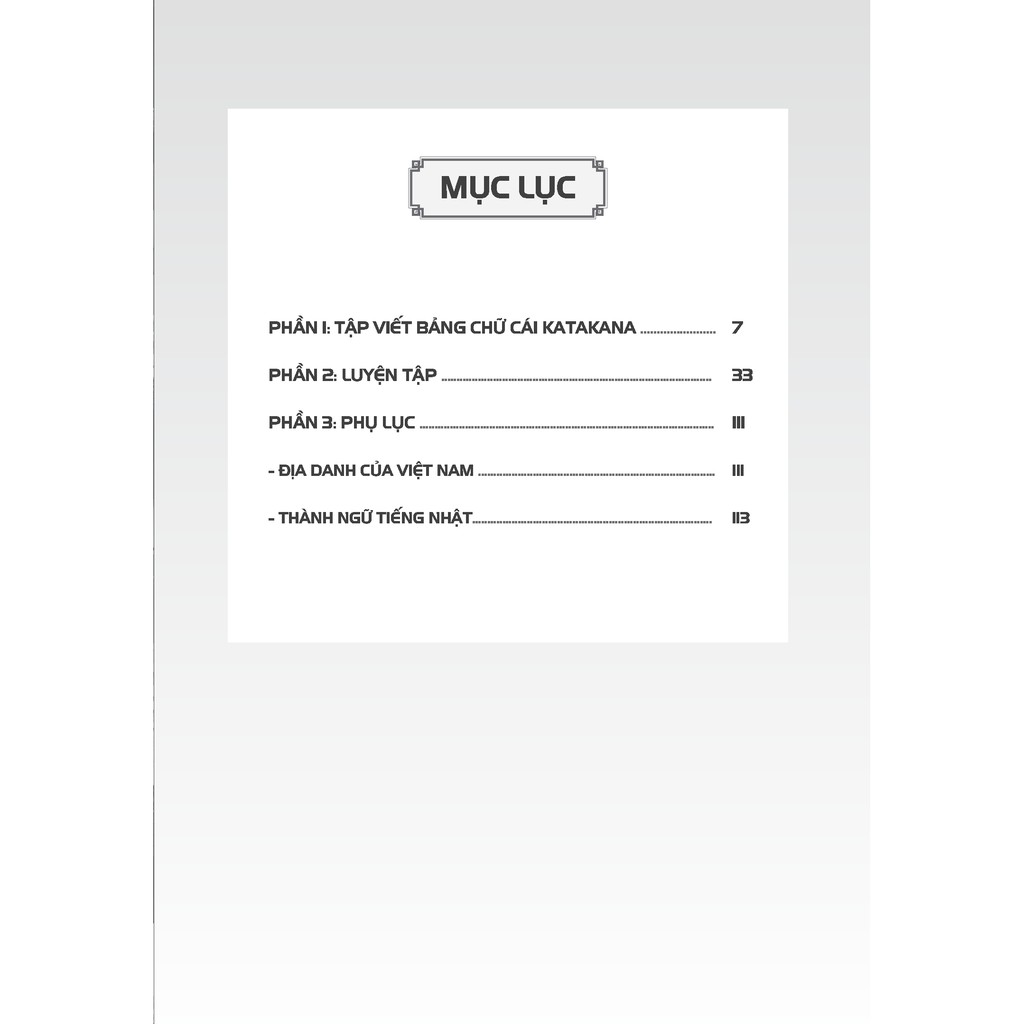 MỤC LỤC
PHẦN 1: TẬP VIẾT BẢNG CHỮ CÁI KATAKANA ........................ 7
PHẦN 2: LUYỆN TẬP ........................................................................................ 33
PHẦN 3: PHỤ LỤC ................................................................................................ 111
- ĐỊA DANH CỦA VIỆT NAM ............................................................................. 111
- THÀNH NGỮ TIẾNG NHẬT.............................................................................. 113